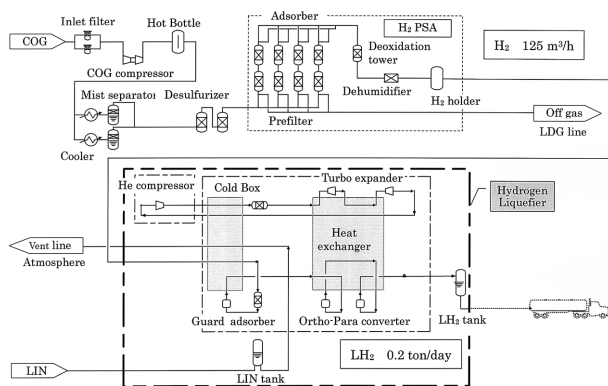 COG
Inlet filter
Hot Bottle
COG compressor
Mist separator
Desulfurizer
Cooler
Adsorber
H₂ PSA
Deoxidation
tower
Dehumidifier
H₂ holder
Prefilter
H₂ 125 m³/h
Off gas
LDG line
He compressor
Cold Box
Turbo expander
Hydrogen
Liquefier
Vent line
Atmosphere
Heat
exchanger
Guard adsorber
Ortho-Para converter
LH₂ tank
LIN
LIN tank
LH₂ 0.2 ton/day